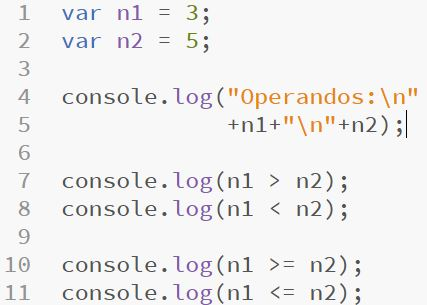 1 var n1 = 3;
2 var n2 = 5;
3
4 console.log("Operandos:\n"
5 +n1+"\n"+n2);
6
7 console.log(n1 > n2);
8 console.log(n1 < n2);
9
10 console.log(n1 >= n2);
11 console.log(n1 <= n2);